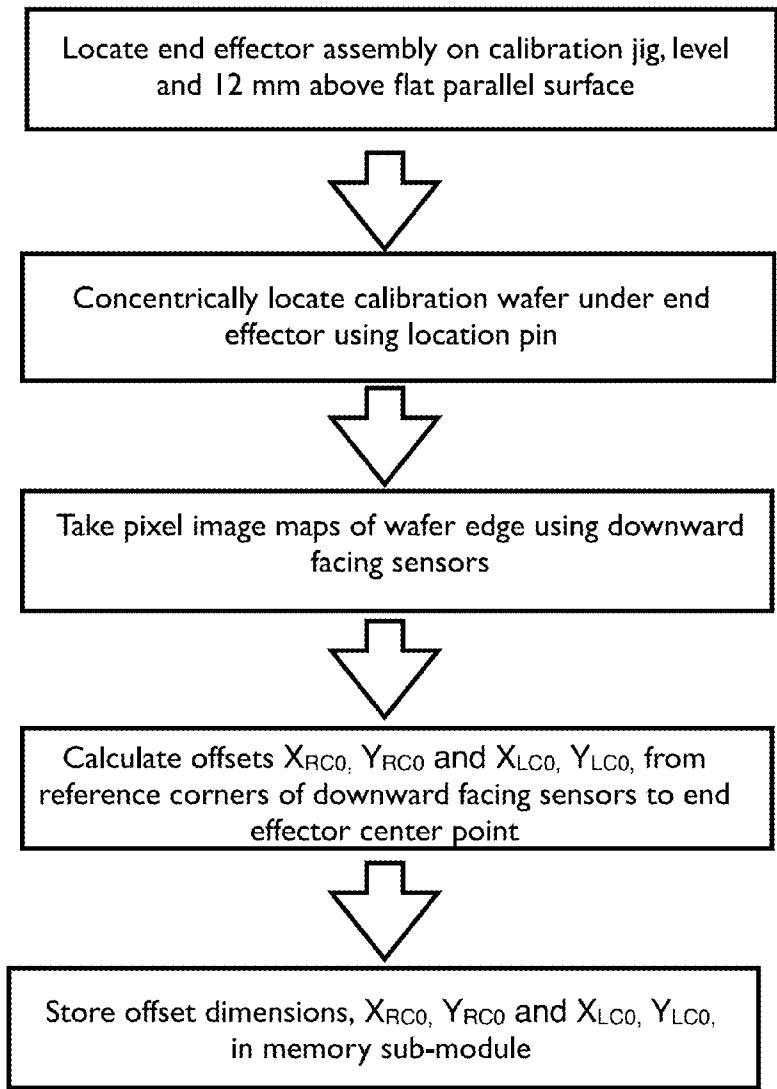 Locate end effector assembly on calibration jig, level
and 12 mm above flat parallel surface
Concentrically locate calibration wafer under end
effector using location pin
Take pixel image maps of wafer edge using downward
facing sensors
Calculate offsets XRC0, YRC0 and XLC0, YLC0, from
reference corners of downward facing sensors to end
effector center point
Store offset dimensions, XRC0, YRC0 and XLC0, YLC0,
in memory sub-module